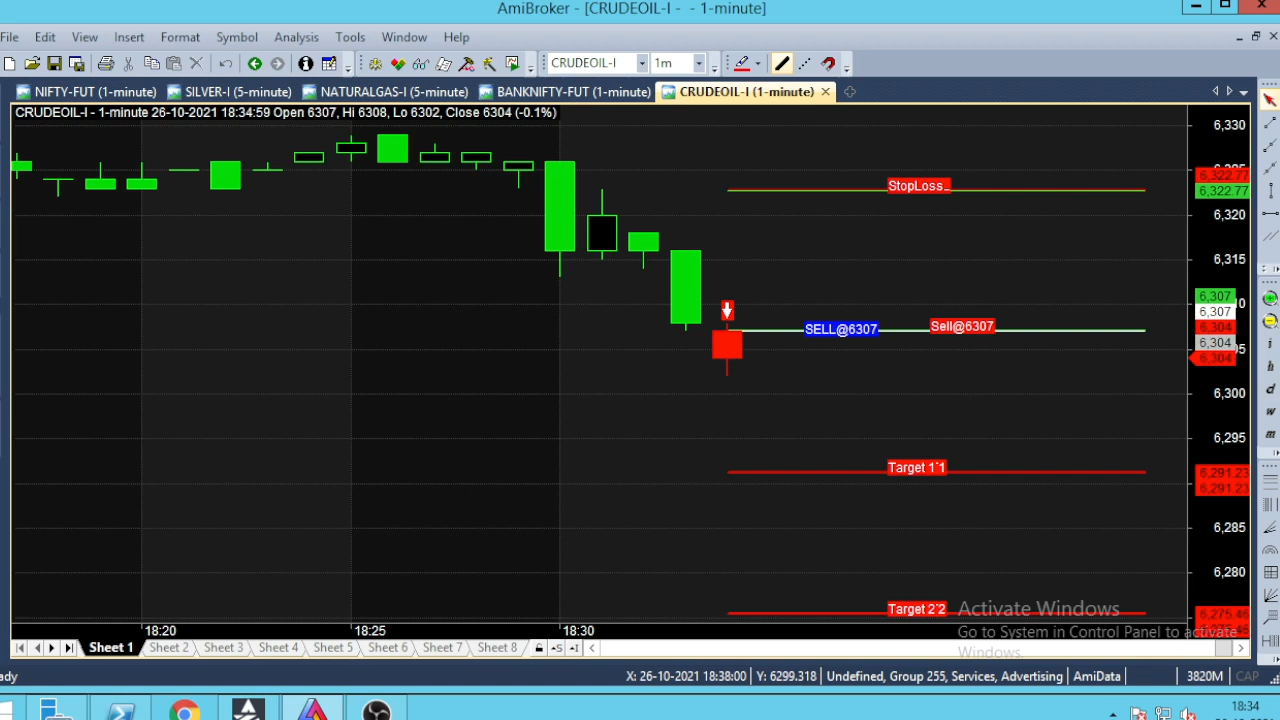 AmiBroker - [CRUDEOIL-I - - 1-minute]
File Edit View Insert Format Symbol Analysis Tools Window Help
CRUDEOIL-I 1m
NIFTY-FUT (1-minute) SILVER-I (5-minute) NATURALGAS-I (5-minute) BANKNIFTY-FUT (1-minute) CRUDEOIL-I (1-minute)
CRUDEOIL-I - 1-minute 26-10-2021 18:34:59 Open 6307, Hi 6308, Lo 6302, Close 6304 (-0.1%)
6,330
6,322.77
StopLoss_
6,322.77
6,320
6,315
6,307
6,307
SELL@6307 Sell@6307 6,304
6,304
6,304
6,300
6,295
Target 1 1 6,291.23
6,291.23
6,285
6,280
Target 2 2 6,275.46
Activate Windows
Go to System in Control Panel to activate
Windows.
18:20 18:25 18:30
Sheet 1 Sheet 2 Sheet 3 Sheet 4 Sheet 5 Sheet 6 Sheet 7 Sheet 8
X: 26-10-2021 18:38:00 Y: 6299.318 Undefined, Group 255, Services, Advertising AmiData 3820M CAP
18:34